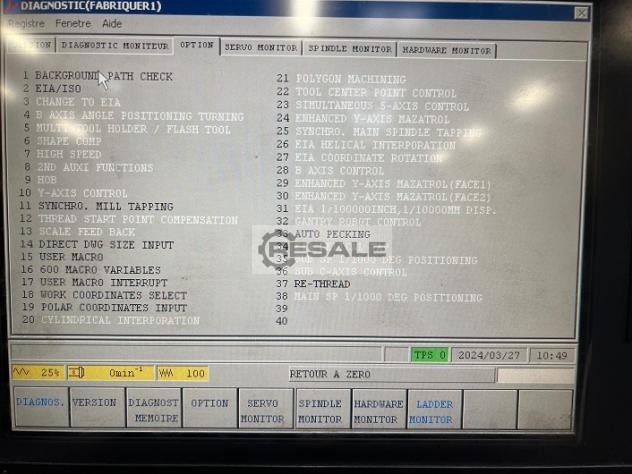 DIAGNOSTIC(FABRIQUER1)
Registre Fenetre Aide
DIAGNOSTIC MONITEUR OPTION SERVO MONITOR SPINDLE MONITOR HARDWARE MONITOR
1 BACKGROUND PATH CHECK
2 EIA/ISO
3 CHANGE TO EIA
4 B AXIS ANGLE POSITIONING TURNING
5 MULTI TOOL HOLDER / FLASH TOOL
6 SHAPE COMP
7 HIGH SPEED
8 2ND AUXI FUNCTIONS
9 HOB
10 Y-AXIS CONTROL
11 SYNCHRO. MILL TAPPING
12 THREAD START POINT COMPENSATION
13 SCALE FEED BACK
14 DIRECT DWG SIZE INPUT
15 USER MACRO
16 600 MACRO VARIABLES
17 USER MACRO INTERRUPT
18 WORK COORDINATES SELECT
19 POLAR COORDINATES INPUT
20 CYLINDRICAL INTERPORATION
21 POLYGON MACHINING
22 TOOL CENTER POINT CONTROL
23 SIMULTANEOUS 5-AXIS CONTROL
24 ENHANCED Y-AXIS MAZATROL
25 SYNCHRO. MAIN SPINDLE TAPPING
26 EIA HELICAL INTERPORATION
27 EIA COORDINATE ROTATION
28 B AXIS CONTROL
29 ENHANCED Y-AXIS MAZATROL(FACE1)
30 ENHANCED Y-AXIS MAZATROL(FACE2)
31 EIA 1/100000INCH,1/10000MM DISP.
32 GANTRY ROBOT CONTROL
33 AUTO PECKING
34
35 SUB SP 1/1000 DEG POSITIONING
36 SUB C-AXIS CONTROL
37 RE-THREAD
38 MAIN SP 1/1000 DEG POSITIONING
39
40
RESALE
TPS 0 2024/03/27 10:49
25% 0min⁻¹ 100 RETOUR A ZERO
DIAGNOS. VERSION DIAGNOST MEMOIRE OPTION SERVO MONITOR SPINDLE MONITOR HARDWARE MONITOR LADDER MONITOR